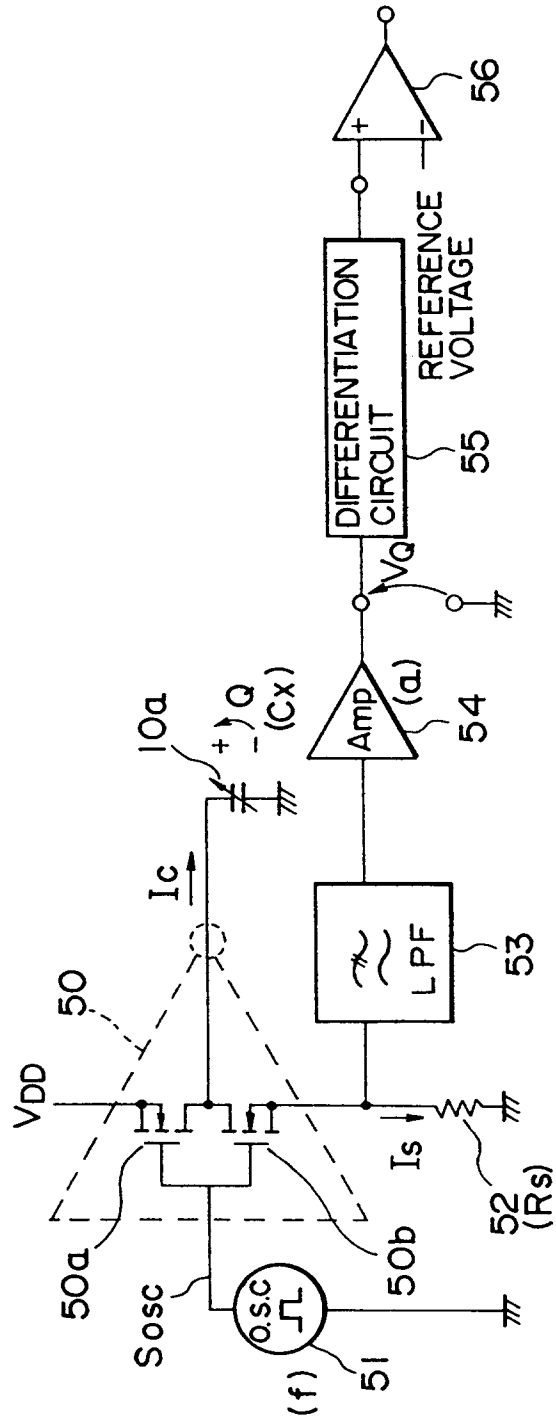 50
VDD
50a
50b
Sosc
O.S.C
(f)
51
Ic
10a
+
-
Q
(Cx)
Is
52
(Rs)
LPF
53
Amp
(a)
54
VQ
DIFFERENTIATION
CIRCUIT
55
+
-
REFERENCE
VOLTAGE
56